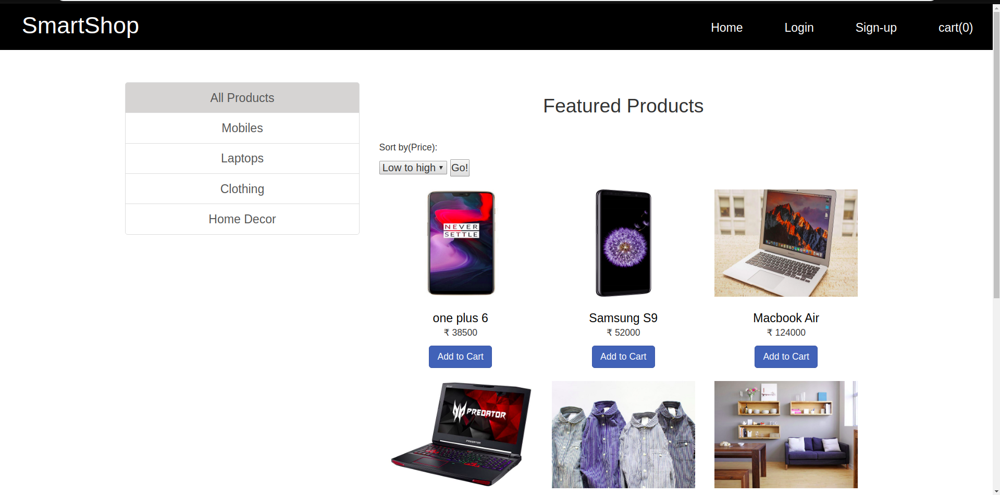 SmartShop
Home Login Sign-up cart(0)
All Products
Mobiles
Laptops
Clothing
Home Decor
Featured Products
Sort by(Price):
Low to high Go!
NEVER
SETTLE
one plus 6 Samsung S9 Macbook Air
₹ 38500 ₹ 52000 ₹ 124000
Add to Cart Add to Cart Add to Cart
PREDATOR
PREDATOR